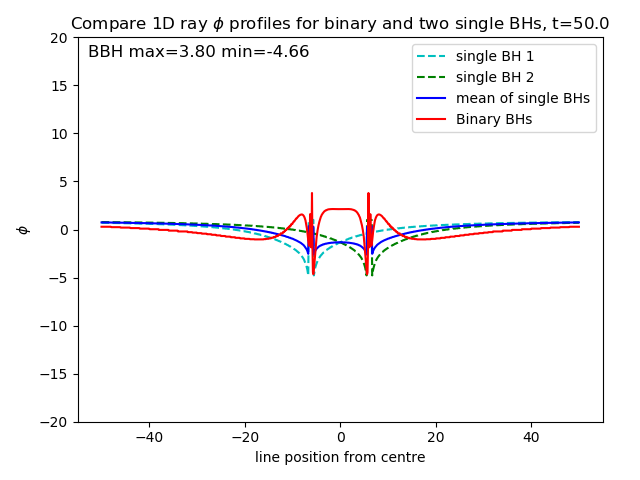 Compare 1D ray ϕ profiles for binary and two single BHs, t=50.0
BBH max=3.80 min=-4.66
single BH 1
single BH 2
mean of single BHs
Binary BHs
20
15
10
5
0
−5
−10
−15
−20
ϕ
−40
−20
0
20
40
line position from centre